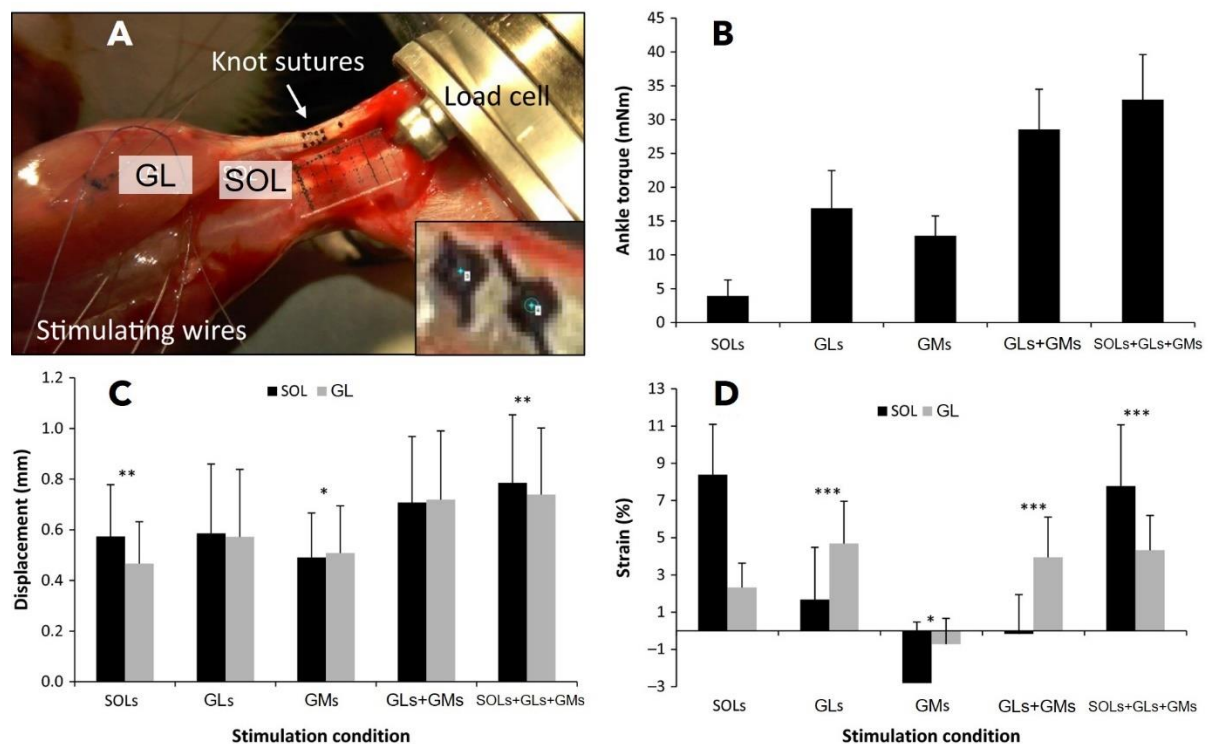 A
Knot sutures
Load cell
GL
SOL
Stimulating wires
B
Ankle torque (mNm)
45
40
35
30
25
20
15
10
5
0
SOLs
GLs
GMs
GLs+GMs
SOLs+GLs+GMs
C
SOL
GL
Displacement (mm)
1.2
1.0
0.8
0.6
0.4
0.2
0.0
**
*
**
SOLs
GLs
GMs
GLs+GMs
SOLs+GLs+GMs
Stimulation condition
D
SOL
GL
Strain (%)
13
11
9
7
5
3
1
−1
−3
***
*
***
***
SOLs
GLs
GMs
GLs+GMs
SOLs+GLs+GMs
Stimulation condition